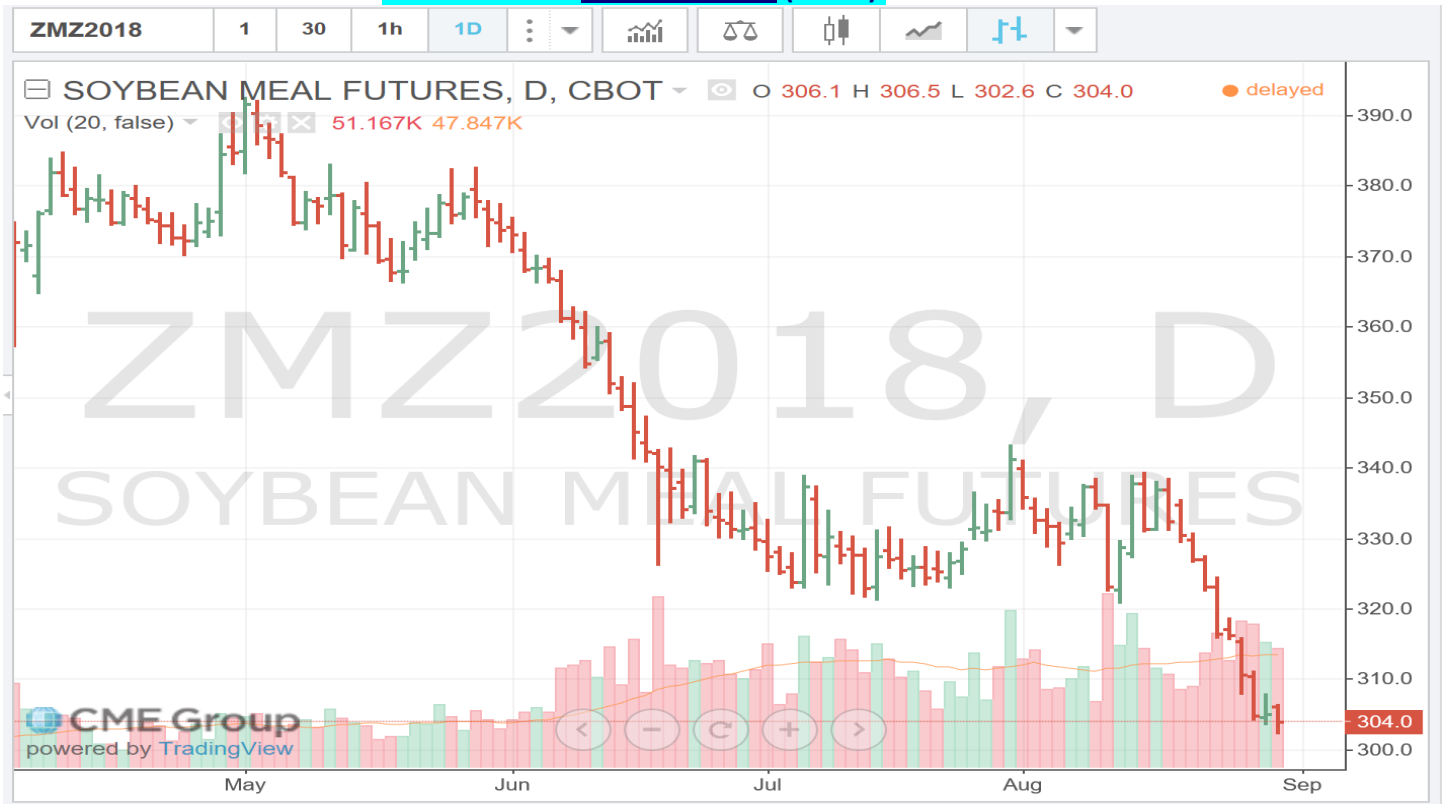 ZMZ2018 1 30 1h 1D
SOYBEAN MEAL FUTURES, D, CBOT O 306.1 H 306.5 L 302.6 C 304.0 delayed
Vol (20, false) 51.167K 47.847K
390.0
380.0
370.0
360.0
350.0
340.0
330.0
320.0
310.0
304.0
300.0
ZMZ2018, D
SOYBEAN MEAL FUTURES
CME Group
powered by TradingView
May Jun Jul Aug Sep